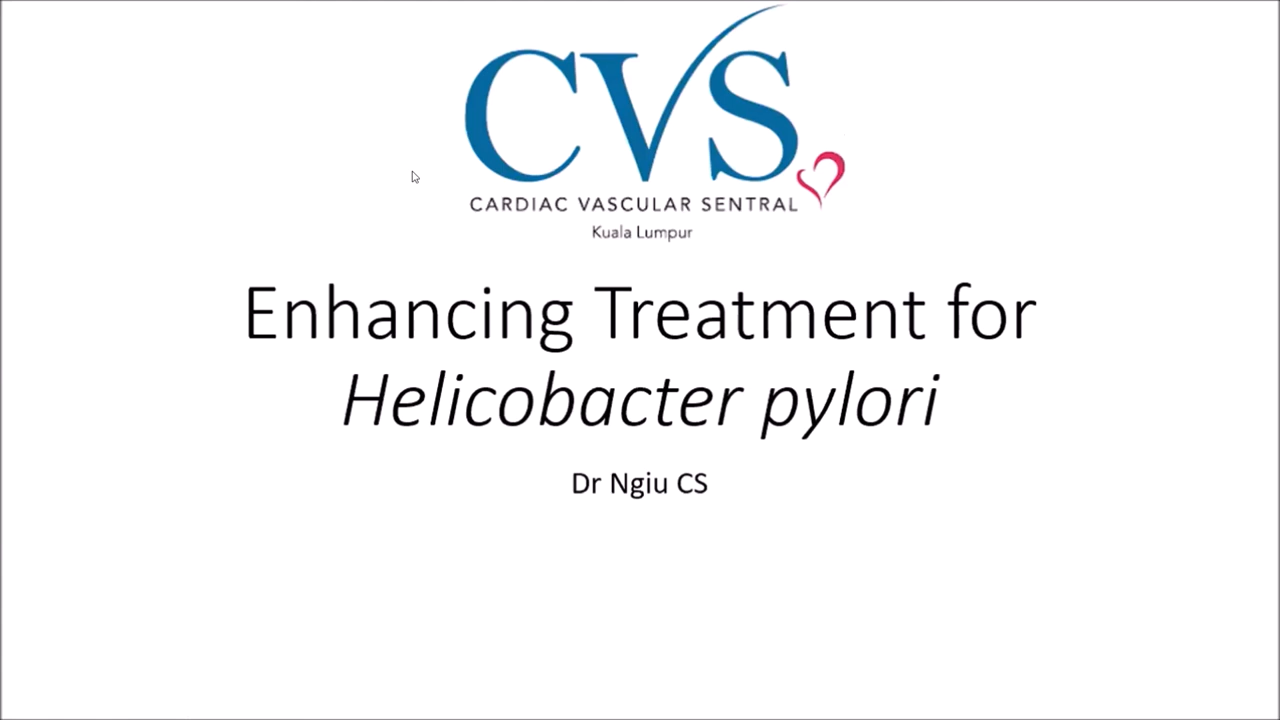 CVS
CARDIAC VASCULAR SENTRAL
Kuala Lumpur
Enhancing Treatment for
Helicobacter pylori
Dr Ngiu CS